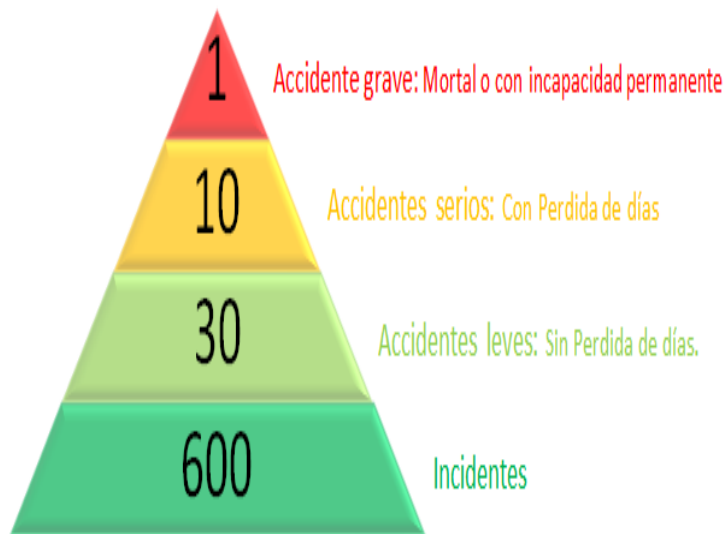 1 Accidente grave: Mortal o con incapacidad permanente
10 Accidentes serios: Con Perdida de días
30 Accidentes leves: Sin Perdida de días.
600 Incidentes